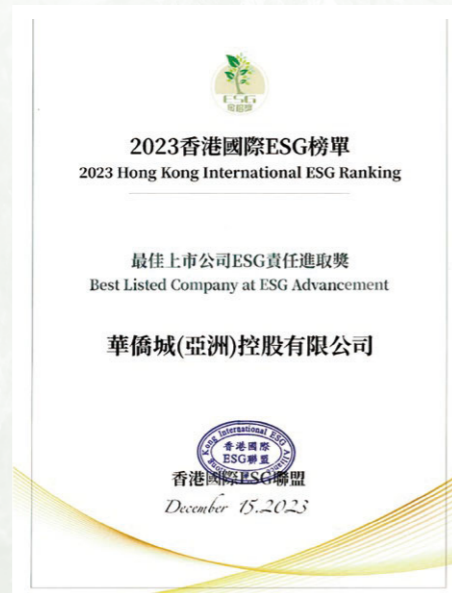 ESG
2023香港國際ESG榜單
2023 Hong Kong International ESG Ranking
最佳上市公司ESG責任進取獎
Best Listed Company at ESG Advancement
華僑城(亞洲)控股有限公司
Hong Kong International ESG Alliance
香港國際
ESG聯盟
香港國際ESG聯盟
December 15.2023